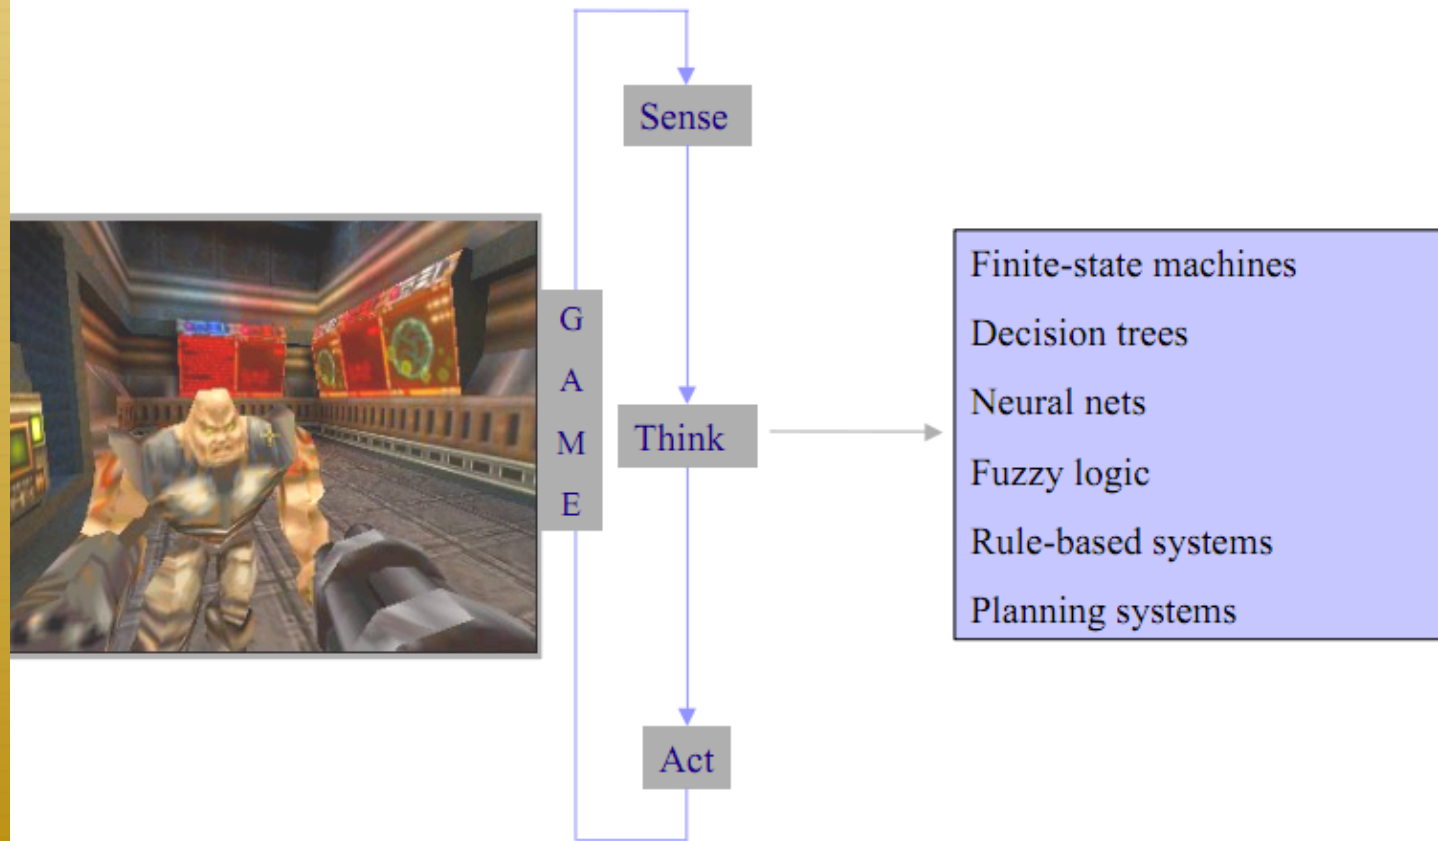 Sense
G
A
M
E
Think
Act
Finite-state machines
Decision trees
Neural nets
Fuzzy logic
Rule-based systems
Planning systems